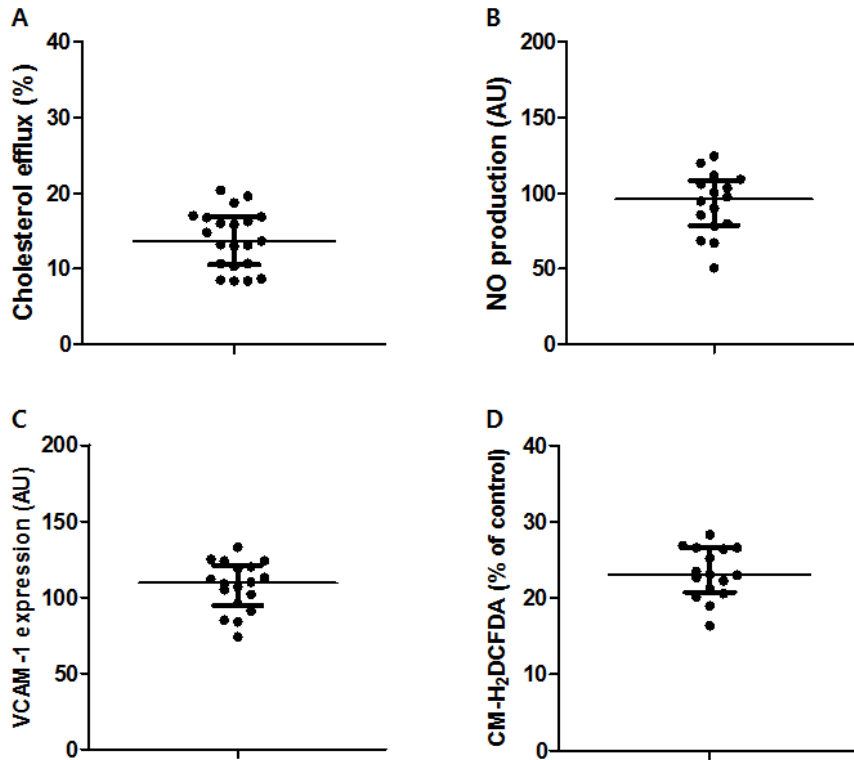 A
Cholesterol efflux (%)
40
30
20
10
0
B
NO production (AU)
200
150
100
50
0
C
VCAM-1 expression (AU)
200
150
100
50
0
D
CM-H₂DCFDA (% of control)
40
30
20
10
0